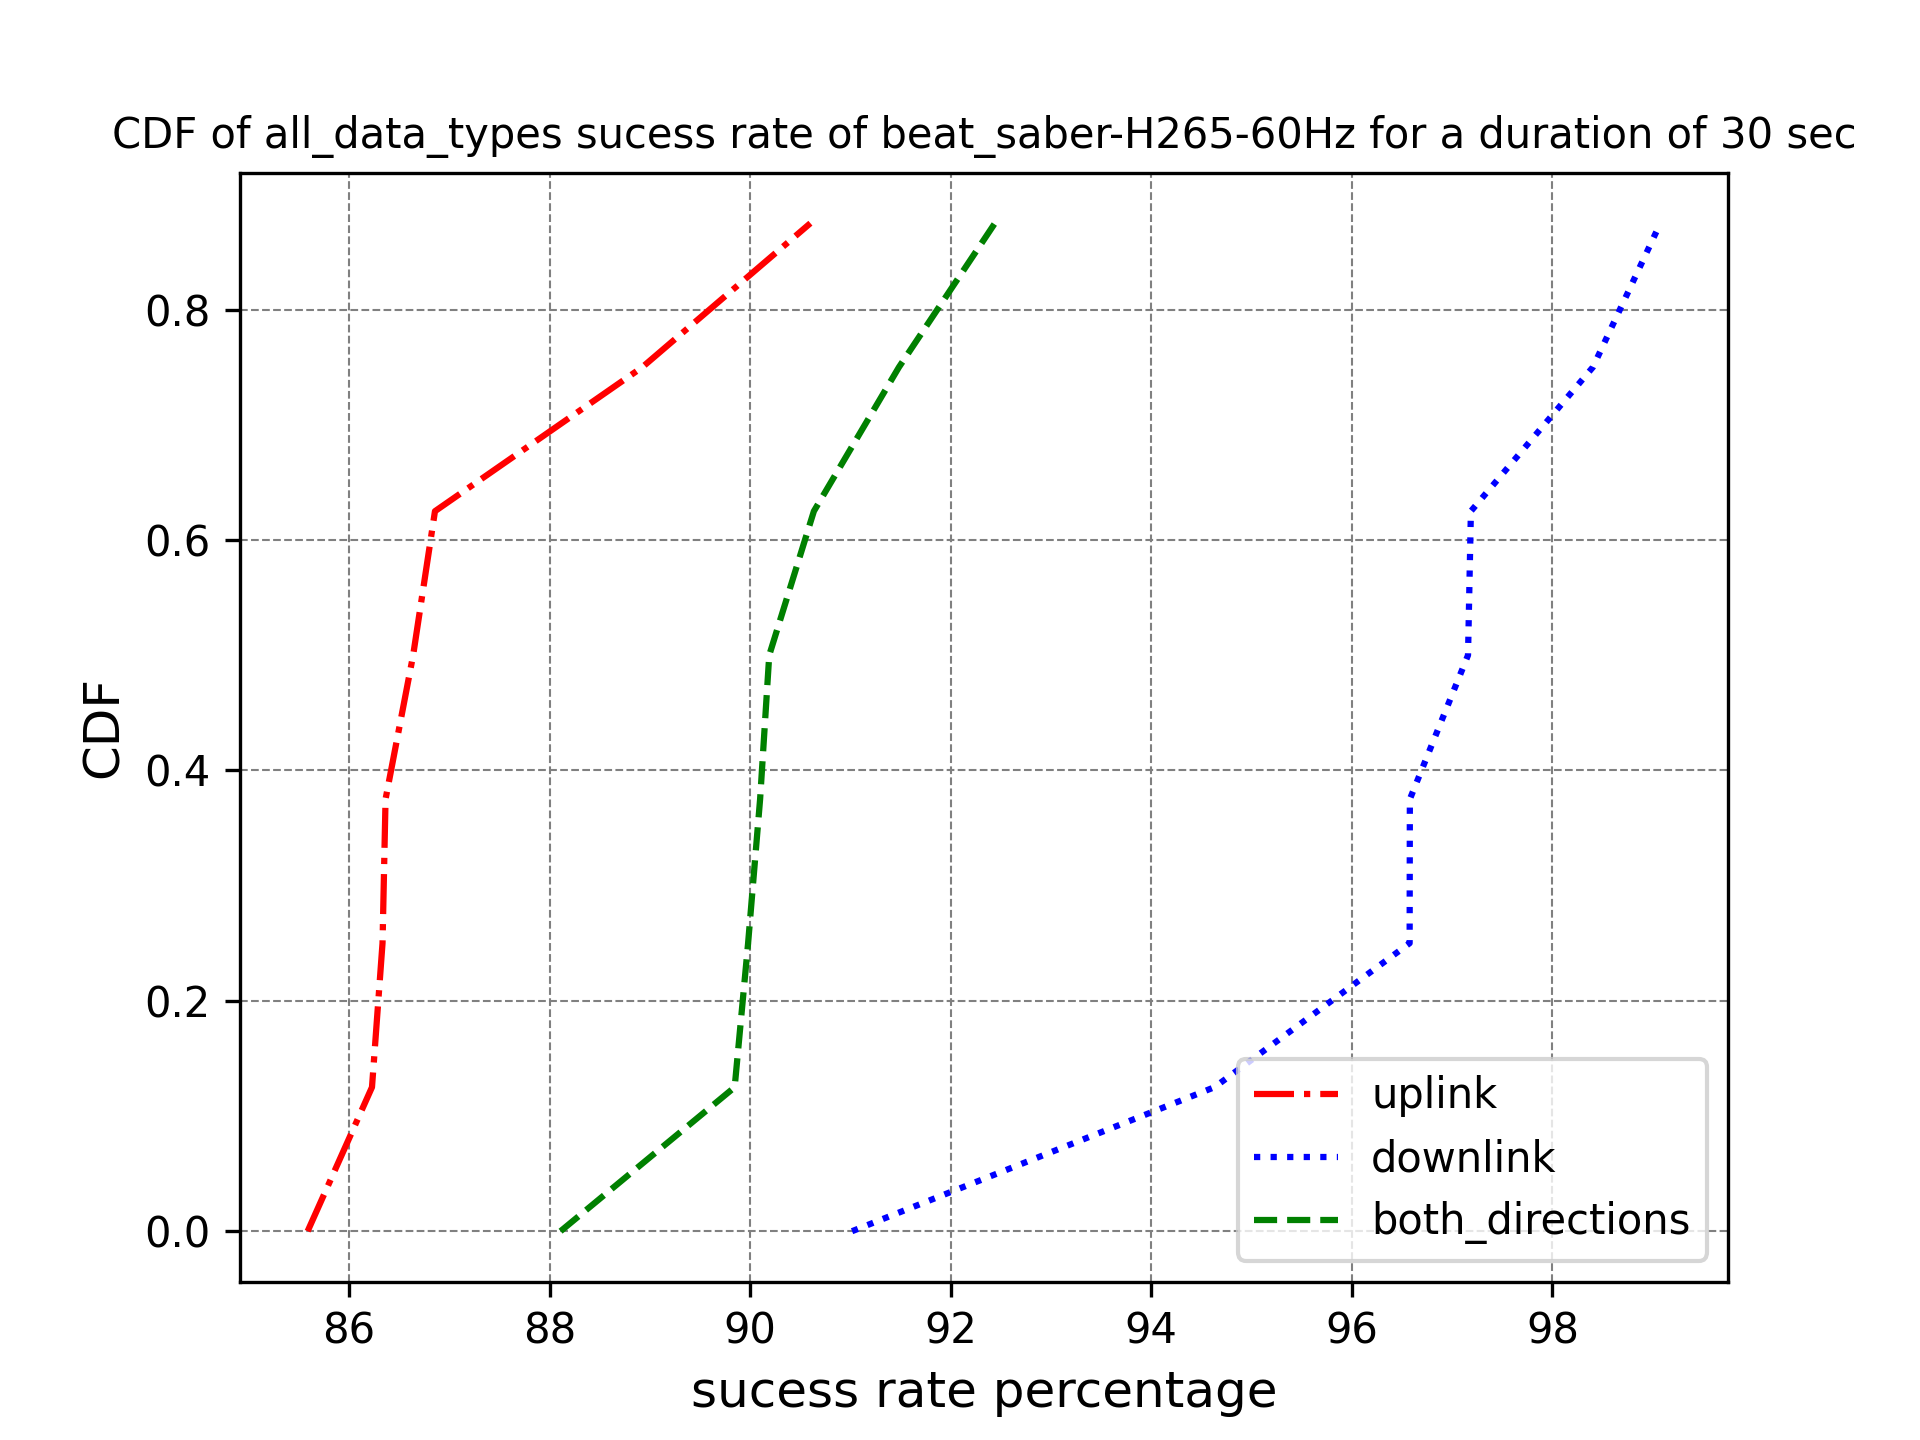 CDF of all_data_types sucess rate of beat_saber-H265-60Hz for a duration of 30 sec
CDF
0.8
0.6
0.4
0.2
0.0
86 88 90 92 94 96 98
sucess rate percentage
uplink
downlink
both_directions